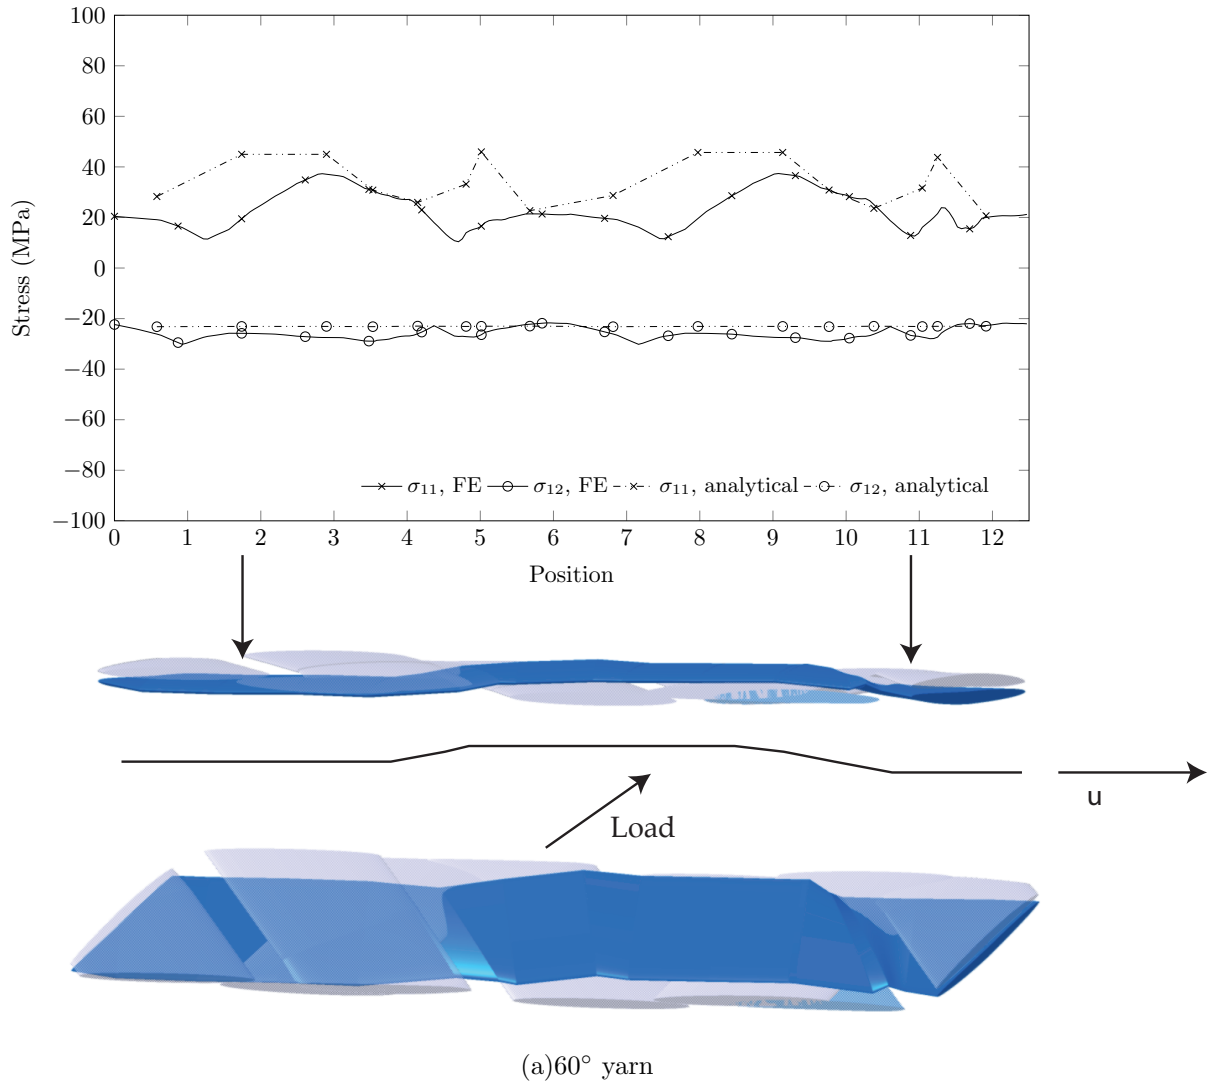 100
80
60
40
20
0
−20
−40
−60
−80
−100
Stress (MPa)
σ11, FE σ12, FE σ11, analytical σ12, analytical
0 1 2 3 4 5 6 7 8 9 10 11 12
Position
u
Load
(a)60° yarn